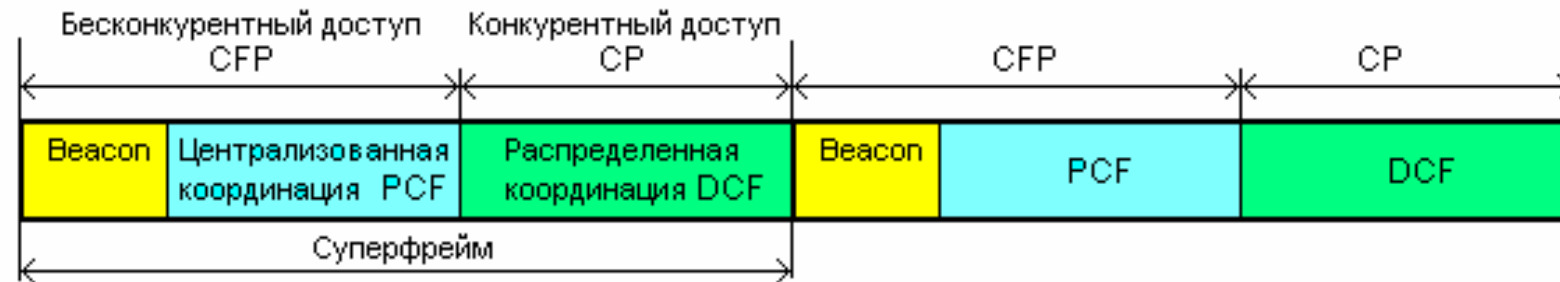 Бесконкурентный доступ Конкурентный доступ
CFP CP CFP CP
Beacon Централизованная координация PCF Распределенная координация DCF Beacon PCF DCF
Суперфрейм